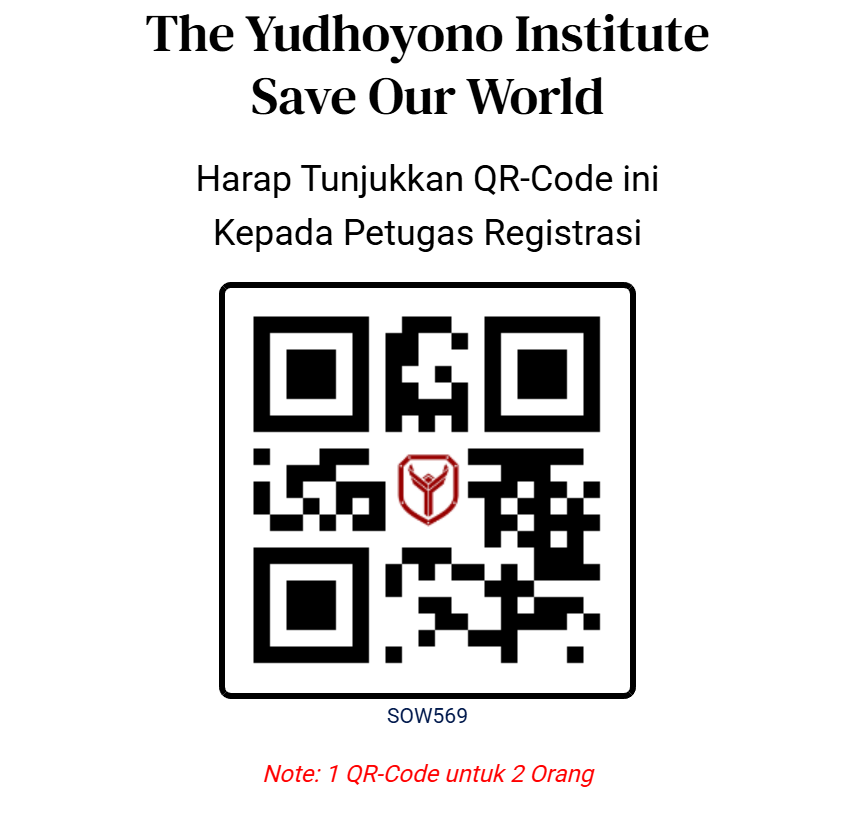 The Yudhoyono Institute
Save Our World
Harap Tunjukkan QR-Code ini
Kepada Petugas Registrasi
SOW569
Note: 1 QR-Code untuk 2 Orang